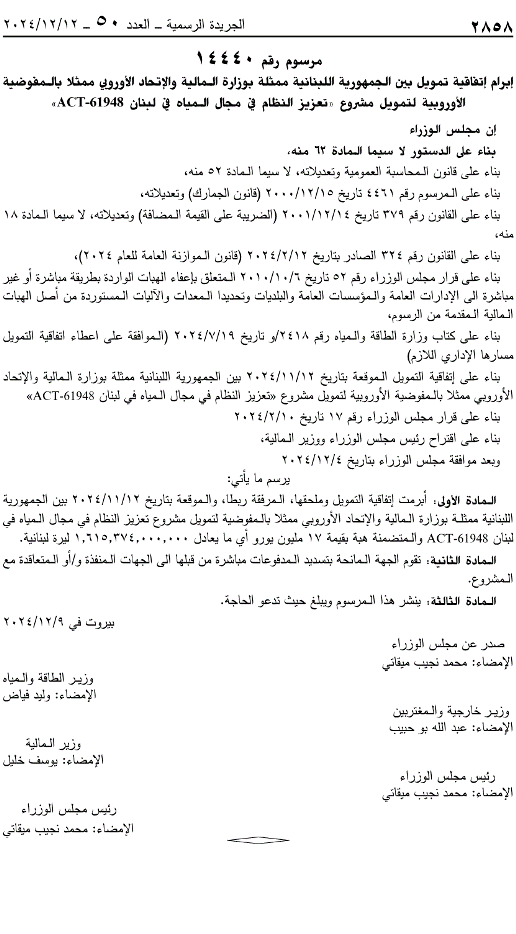 ٢٨٥٨
الجريدة الرسمية ــ العدد ٥٠ ــ ٢٠٢٤/١٢/١٢
مرسوم رقم ١٤٤٤٠
إبرام إتفاقية تمويل بين الجمهورية اللبنانية ممثلة بوزارة المالية والإتحاد الأوروبي ممثلا بالمفوضية
الأوروبية لتمويل مشروع «تعزيز النظام في مجال المياه في لبنان ACT-61948»
إن مجلس الوزراء
بناء على الدستور لا سيما المادة ٦٣ منه،
بناء على قانون المحاسبة العمومية وتعديلاته، لا سيما المادة ٥٢ منه،
بناء على المرسوم رقم ٤٤٦١ تاريخ ٢٠٠٠/١٢/١٥ (قانون الجمارك) وتعديلاته،
بناء على القانون رقم ٣٧٩ تاريخ ٢٠٠١/١٢/١٤ (الضريبة على القيمة المضافة) وتعديلاته، لا سيما المادة ١٨
منه،
بناء على القانون رقم ٣٢٤ الصادر بتاريخ ٢٠٢٤/٢/١٢ (قانون الموازنة العامة للعام ٢٠٢٤)،
بناء على قرار مجلس الوزراء رقم ٥٢ تاريخ ٢٠١٠/١٠/٦ المتعلق بإعفاء الهبات الواردة بطريقة مباشرة أو غير
مباشرة الى الإدارات العامة والمؤسسات العامة والبلديات وتحديدا المعدات والآليات المستوردة من أصل الهبات
المالية المقدمة من الرسوم،
بناء على كتاب وزارة الطاقة والمياه رقم ٢٤١٨/و تاريخ ٢٠٢٤/٧/١٩ (الموافقة على اعطاء اتفاقية التمويل
مسارها الإداري اللازم)
بناء على إتفاقية التمويل الموقعة بتاريخ ٢٠٢٤/١١/١٢ بين الجمهورية اللبنانية ممثلة بوزارة المالية والإتحاد
الأوروبي ممثلا بالمفوضية الأوروبية لتمويل مشروع «تعزيز النظام في مجال المياه في لبنان ACT-61948»
بناء على قرار مجلس الوزراء رقم ١٧ تاريخ ٢٠٢٤/٢/١٠
بناء على اقتراح رئيس مجلس الوزراء ووزير المالية،
وبعد موافقة مجلس الوزراء بتاريخ ٢٠٢٤/١٢/٤
يرسم ما يأتي:
المادة الأولى: أبرمت إتفاقية التمويل وملحقها، المرفقة ربطا، والموقعة بتاريخ ٢٠٢٤/١١/١٢ بين الجمهورية
اللبنانية ممثلة بوزارة المالية والإتحاد الأوروبي ممثلا بالمفوضية لتمويل مشروع تعزيز النظام في مجال المياه في
لبنان ACT-61948 والمتضمنة هبة بقيمة ١٧ مليون يورو أي ما يعادل ١,٦١٥,٣٧٤,٠٠٠,٠٠٠ ليرة لبنانية.
المادة الثانية: تقوم الجهة المانحة بتسديد المدفوعات مباشرة من قبلها الى الجهات المنفذة و/أو المتعاقدة مع
المشروع.
المادة الثالثة: ينشر هذا المرسوم ويبلغ حيث تدعو الحاجة.
بيروت في ٢٠٢٤/١٢/٩
صدر عن مجلس الوزراء
الإمضاء: محمد نجيب ميقاتي
وزير الطاقة والمياه
الإمضاء: وليد فياض
وزير خارجية والمغتربين
الإمضاء: عبد الله بو حبيب
وزير المالية
الإمضاء: يوسف خليل
رئيس مجلس الوزراء
الإمضاء: محمد نجيب ميقاتي
رئيس مجلس الوزراء
الإمضاء: محمد نجيب ميقاتي